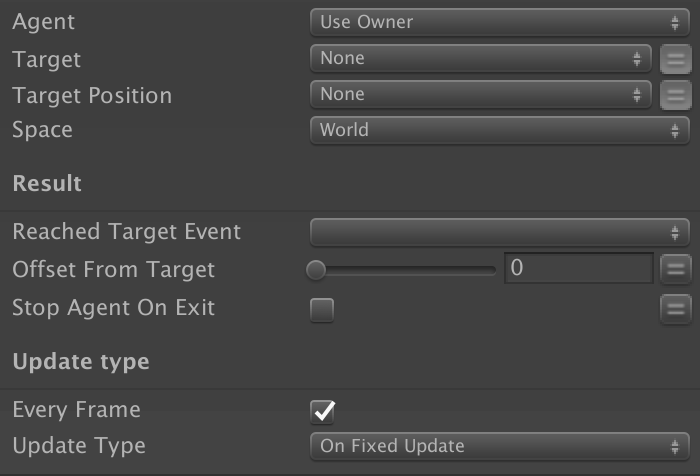 Agent Use Owner
Target None
Target Position None
Space World
Result
Reached Target Event
Offset From Target 0
Stop Agent On Exit
Update type
Every Frame
Update Type On Fixed Update